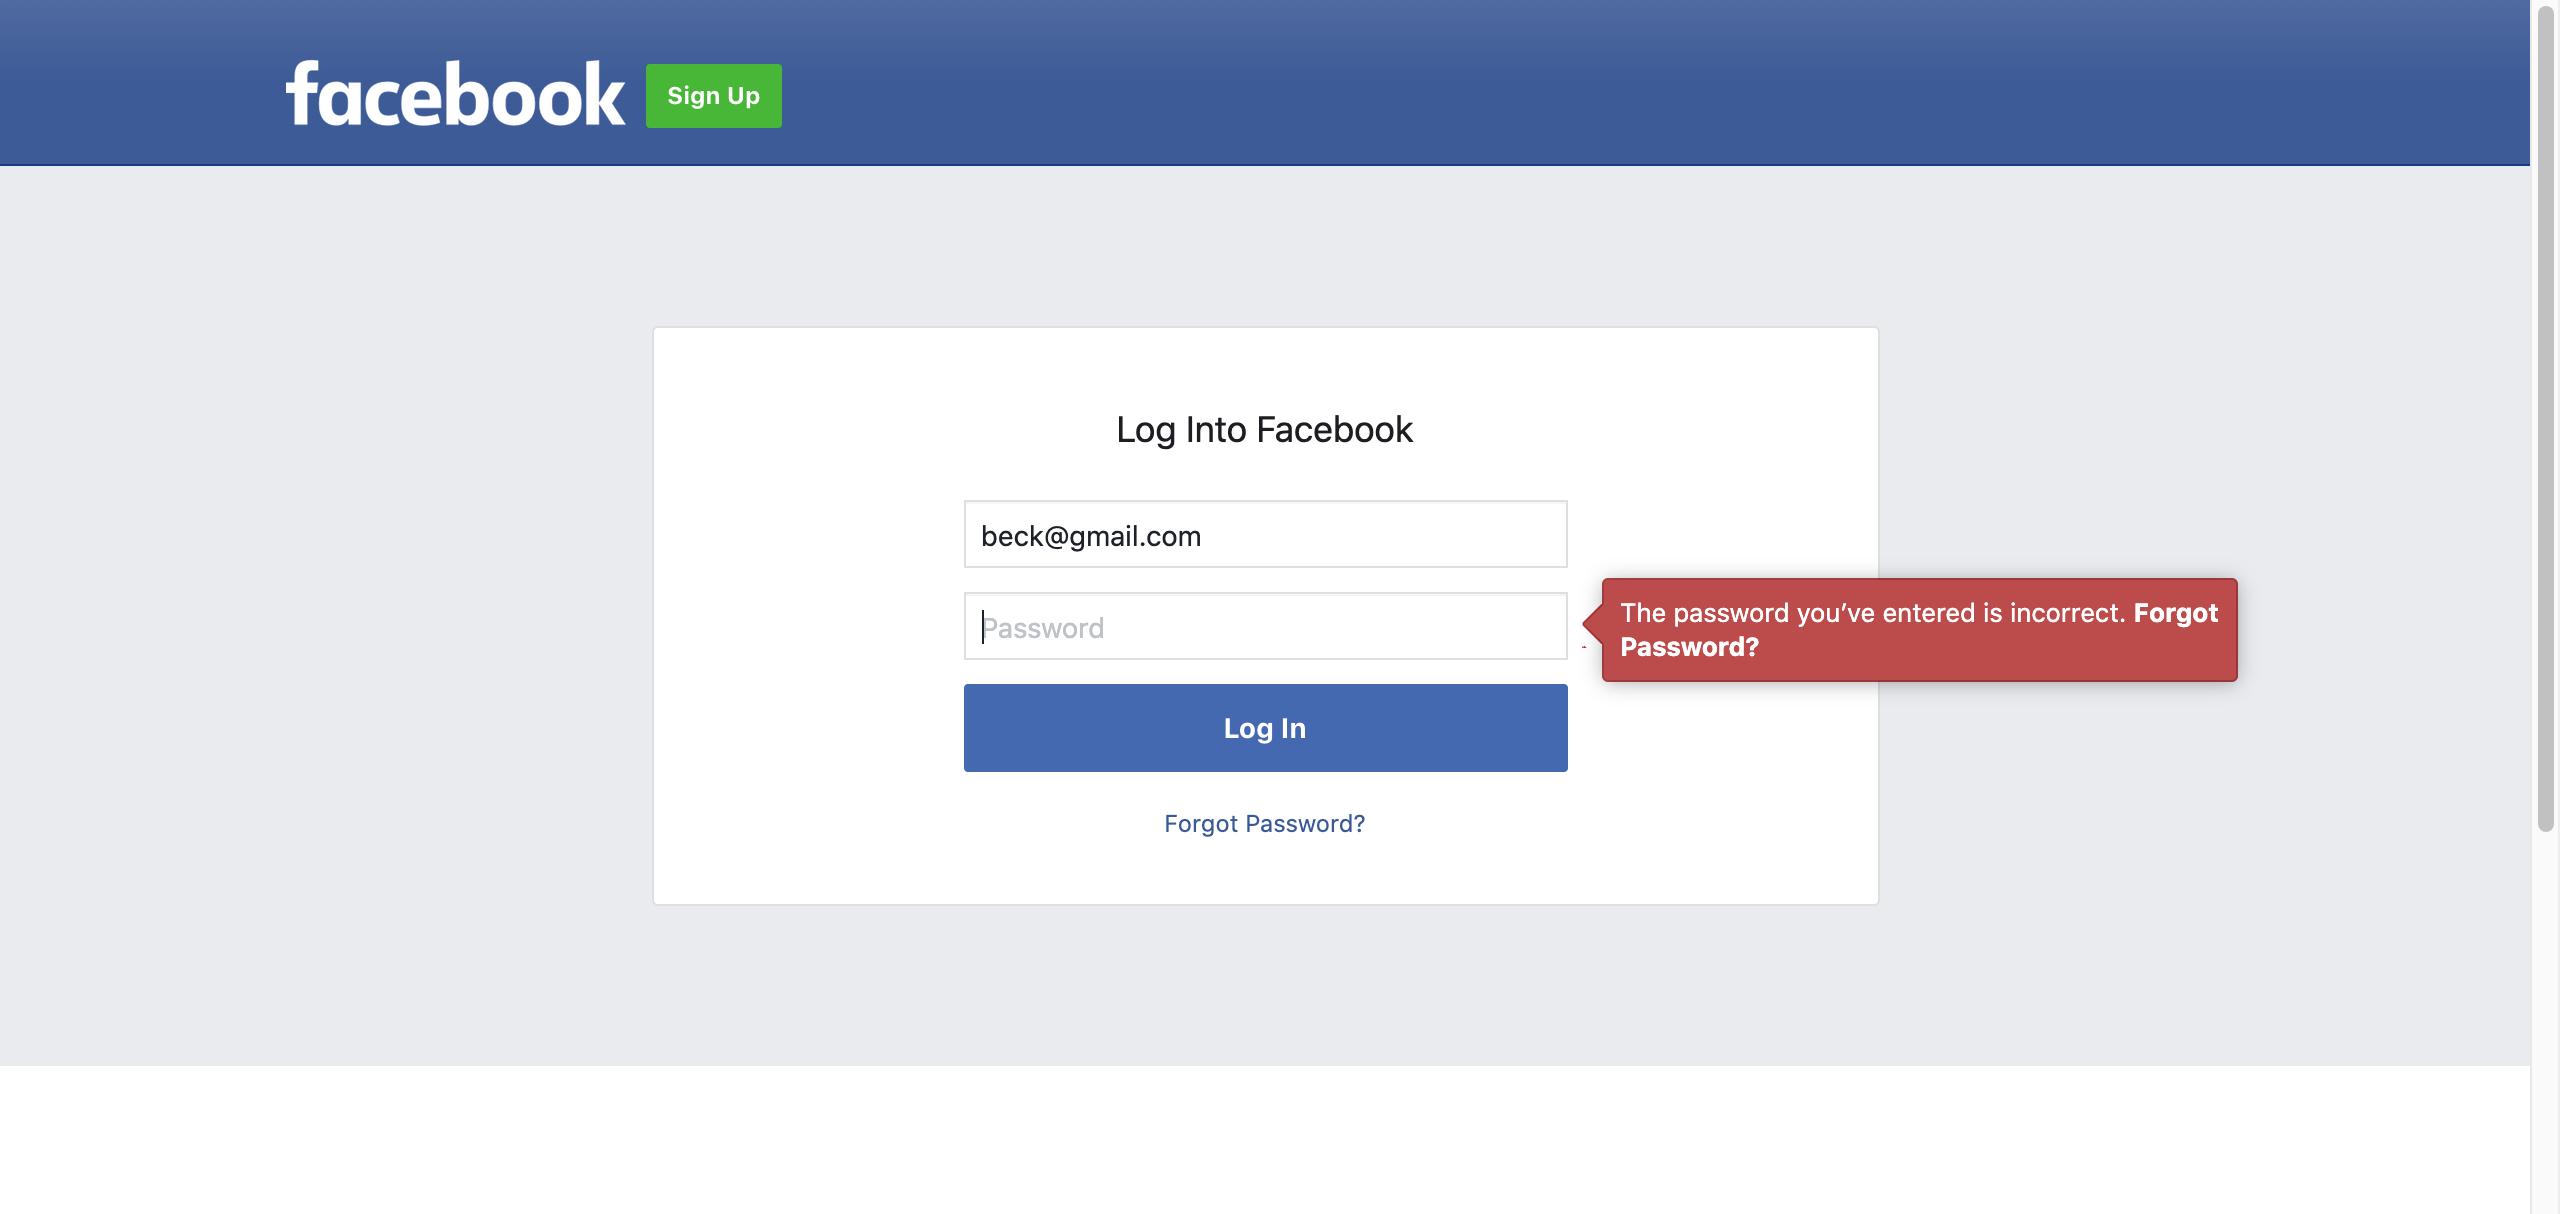 facebook
Sign Up
Log Into Facebook
beck@gmail.com
Password
The password you’ve entered is incorrect. Forgot
Password?
Log In
Forgot Password?